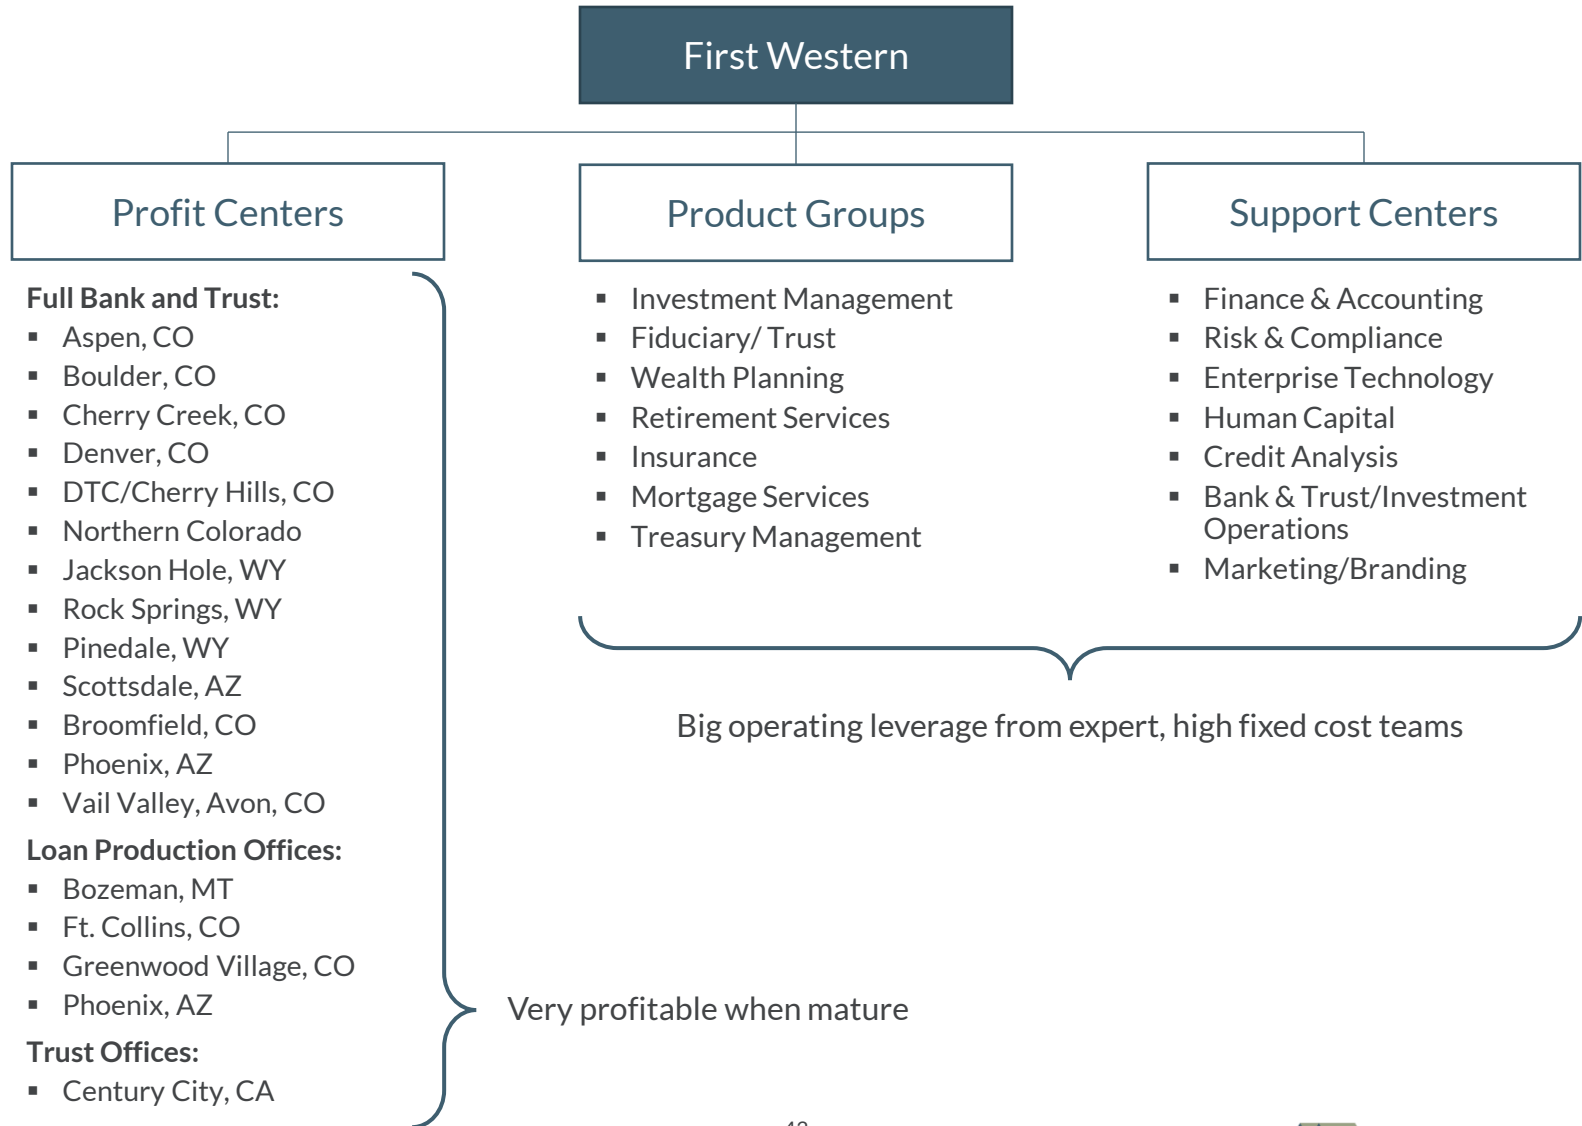 First Western
Profit Centers
Full Bank and Trust:
▪ Aspen, CO
▪ Boulder, CO
▪ Cherry Creek, CO
▪ Denver, CO
▪ DTC/Cherry Hills, CO
▪ Northern Colorado
▪ Jackson Hole, WY
▪ Rock Springs, WY
▪ Pinedale, WY
▪ Scottsdale, AZ
▪ Broomfield, CO
▪ Phoenix, AZ
▪ Vail Valley, Avon, CO
Loan Production Offices:
▪ Bozeman, MT
▪ Ft. Collins, CO
▪ Greenwood Village, CO
▪ Phoenix, AZ
Trust Offices:
▪ Century City, CA
Very profitable when mature
Product Groups
▪ Investment Management
▪ Fiduciary/ Trust
▪ Wealth Planning
▪ Retirement Services
▪ Insurance
▪ Mortgage Services
▪ Treasury Management
Support Centers
▪ Finance & Accounting
▪ Risk & Compliance
▪ Enterprise Technology
▪ Human Capital
▪ Credit Analysis
▪ Bank & Trust/Investment
Operations
▪ Marketing/Branding
Big operating leverage from expert, high fixed cost teams